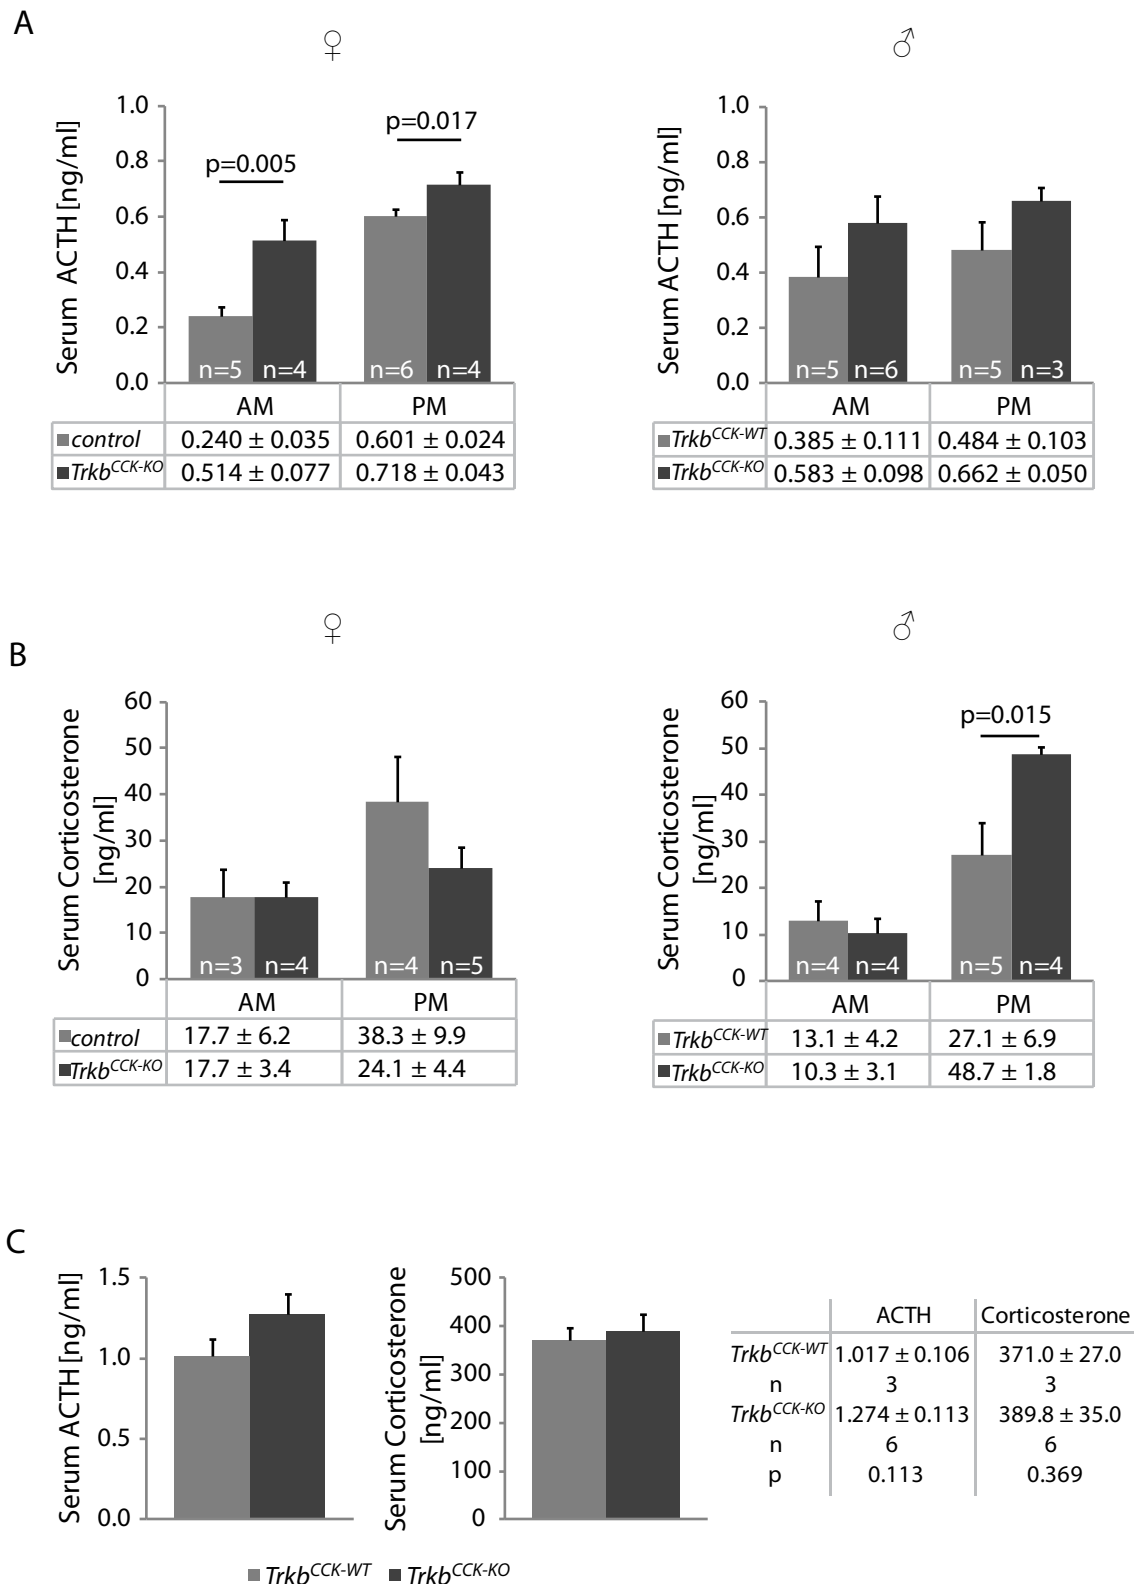 A
♀ ♂
Serum ACTH [ng/ml]
1.0
0.8
0.6
0.4
0.2
0.0
p=0.005
p=0.017
n=5 n=4 n=6 n=4
AM PM
control 0.240 ± 0.035 0.601 ± 0.024
Trkb^CCK-KO 0.514 ± 0.077 0.718 ± 0.043
Serum ACTH [ng/ml]
1.0
0.8
0.6
0.4
0.2
0.0
n=5 n=6 n=5 n=3
AM PM
Trkb^CCK-WT 0.385 ± 0.111 0.484 ± 0.103
Trkb^CCK-KO 0.583 ± 0.098 0.662 ± 0.050
B
♀ ♂
Serum Corticosterone
[ng/ml]
60
50
40
30
20
10
0
n=3 n=4 n=4 n=5
AM PM
control 17.7 ± 6.2 38.3 ± 9.9
Trkb^CCK-KO 17.7 ± 3.4 24.1 ± 4.4
Serum Corticosterone
[ng/ml]
60
50
40
30
20
10
0
p=0.015
n=4 n=4 n=5 n=4
AM PM
Trkb^CCK-WT 13.1 ± 4.2 27.1 ± 6.9
Trkb^CCK-KO 10.3 ± 3.1 48.7 ± 1.8
C
Serum ACTH [ng/ml]
1.5
1.0
0.5
0.0
Serum Corticosterone
[ng/ml]
500
400
300
200
100
0
ACTH Corticosterone
Trkb^CCK-WT 1.017 ± 0.106 371.0 ± 27.0
n 3 3
Trkb^CCK-KO 1.274 ± 0.113 389.8 ± 35.0
n 6 6
p 0.113 0.369
Trkb^CCK-WT Trkb^CCK-KO